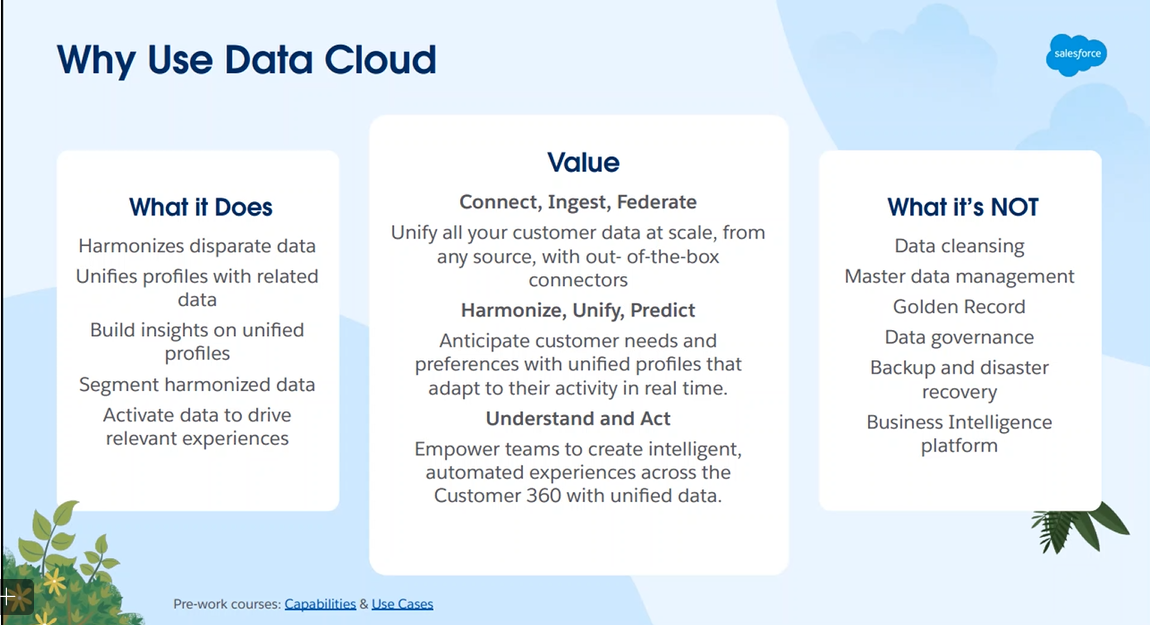 Why Use Data Cloud
salesforce
What it Does
Harmonizes disparate data
Unifies profiles with related
data
Build insights on unified
profiles
Segment harmonized data
Activate data to drive
relevant experiences
Value
Connect, Ingest, Federate
Unify all your customer data at scale, from
any source, with out- of-the-box
connectors
Harmonize, Unify, Predict
Anticipate customer needs and
preferences with unified profiles that
adapt to their activity in real time.
Understand and Act
Empower teams to create intelligent,
automated experiences across the
Customer 360 with unified data.
What it's NOT
Data cleansing
Master data management
Golden Record
Data governance
Backup and disaster
recovery
Business Intelligence
platform
Pre-work courses: Capabilities & Use Cases